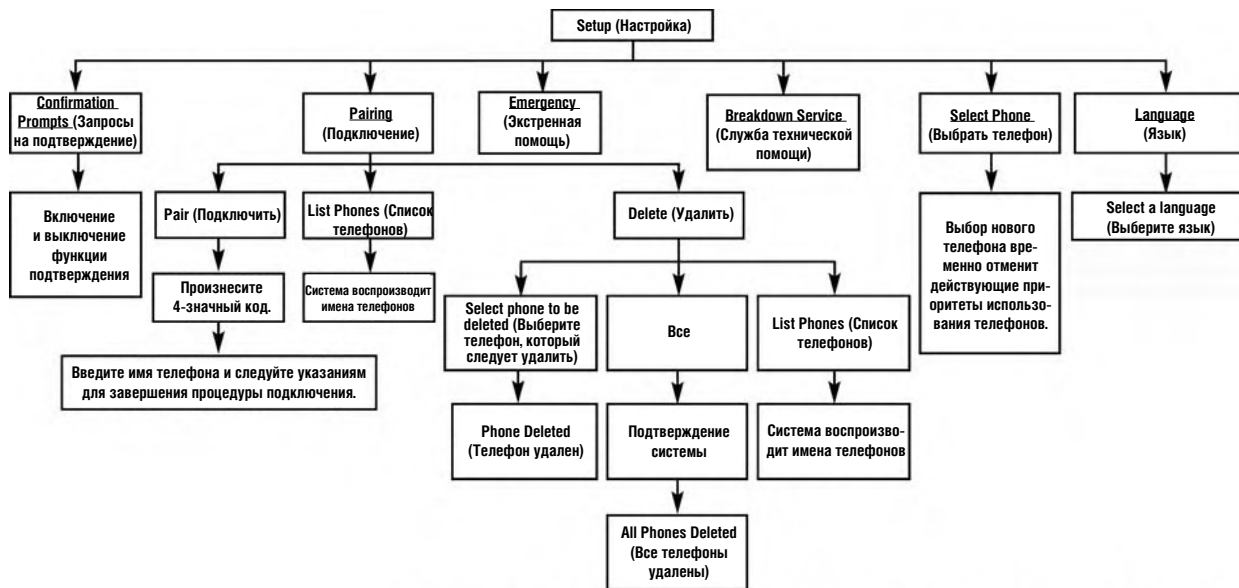 Setup (Настройка)
Confirmation
Prompts (Запросы
на подтверждение)
Pairing
(Подключение)
Emergency
(Экстренная
помощь)
Breakdown Service
(Служба технической
помощи)
Select Phone
(Выбрать телефон)
Language
(Язык)
Включение
и выключение
функции
подтверждения
Pair (Подключить)
List Phones (Список
телефонов)
Delete (Удалить)
Выбор нового
телефона вре-
менно отменит
действующие при-
оритеты использо-
вания телефонов.
Select a language
(Выберите язык)
Произнесите
4-значный код.
Система воспроизводит
имена телефонов
Select phone to be
deleted (Выберите
телефон, который
следует удалить)
Все
List Phones (Список
телефонов)
Введите имя телефона и следуйте указаниям
для завершения процедуры подключения.
Phone Deleted
(Телефон удален)
Подтверждение
системы
Система воспроизво-
дит имена телефонов
All Phones Deleted
(Все телефоны
удалены)